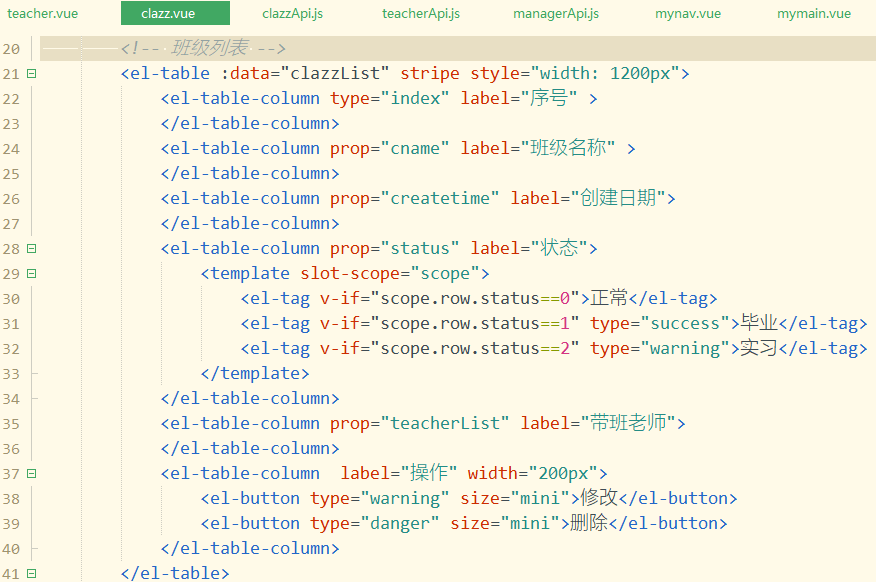 teacher.vue clazz.vue clazzApi.js teacherApi.js managerApi.js mynav.vue mymain.vue
20 <!-- 班级列表 -->
21 <el-table :data="clazzList" stripe style="width: 1200px">
22 <el-table-column type="index" label="序号" >
23 </el-table-column>
24 <el-table-column prop="cname" label="班级名称" >
25 </el-table-column>
26 <el-table-column prop="createtime" label="创建日期">
27 </el-table-column>
28 <el-table-column prop="status" label="状态">
29 <template slot-scope="scope">
30 <el-tag v-if="scope.row.status==0">正常</el-tag>
31 <el-tag v-if="scope.row.status==1" type="success">毕业</el-tag>
32 <el-tag v-if="scope.row.status==2" type="warning">实习</el-tag>
33 </template>
34 </el-table-column>
35 <el-table-column prop="teacherList" label="带班老师">
36 </el-table-column>
37 <el-table-column  label="操作" width="200px">
38 <el-button type="warning" size="mini">修改</el-button>
39 <el-button type="danger" size="mini">删除</el-button>
40 </el-table-column>
41 </el-table>